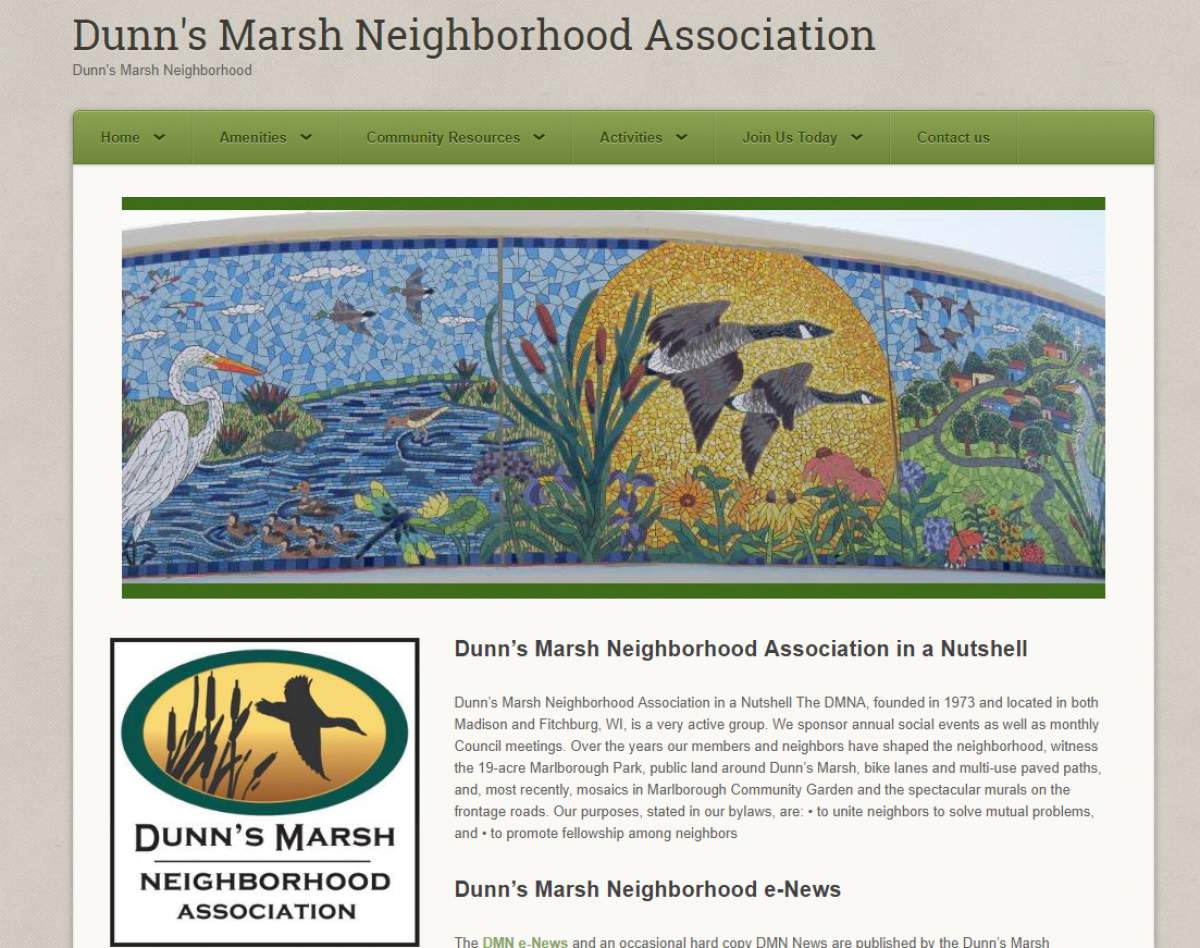 Dunn's Marsh Neighborhood Association
Dunn's Marsh Neighborhood
Home
Amenities
Community Resources
Activities
Join Us Today
Contact us
DUNN'S MARSH
NEIGHBORHOOD
ASSOCIATION
Dunn's Marsh Neighborhood Association in a Nutshell
Dunn's Marsh Neighborhood Association in a Nutshell The DMNA, founded in 1973 and located in both
Madison and Fitchburg, WI, is a very active group. We sponsor annual social events as well as monthly
Council meetings. Over the years our members and neighbors have shaped the neighborhood, witness
the 19-acre Marlborough Park, public land around Dunn's Marsh, bike lanes and multi-use paved paths,
and, most recently, mosaics in Marlborough Community Garden and the spectacular murals on the
frontage roads. Our purposes, stated in our bylaws, are: • to unite neighbors to solve mutual problems,
and • to promote fellowship among neighbors
Dunn's Marsh Neighborhood e-News
The DMN e-News and an occasional hard copy DMN News are published by the Dunn's Marsh